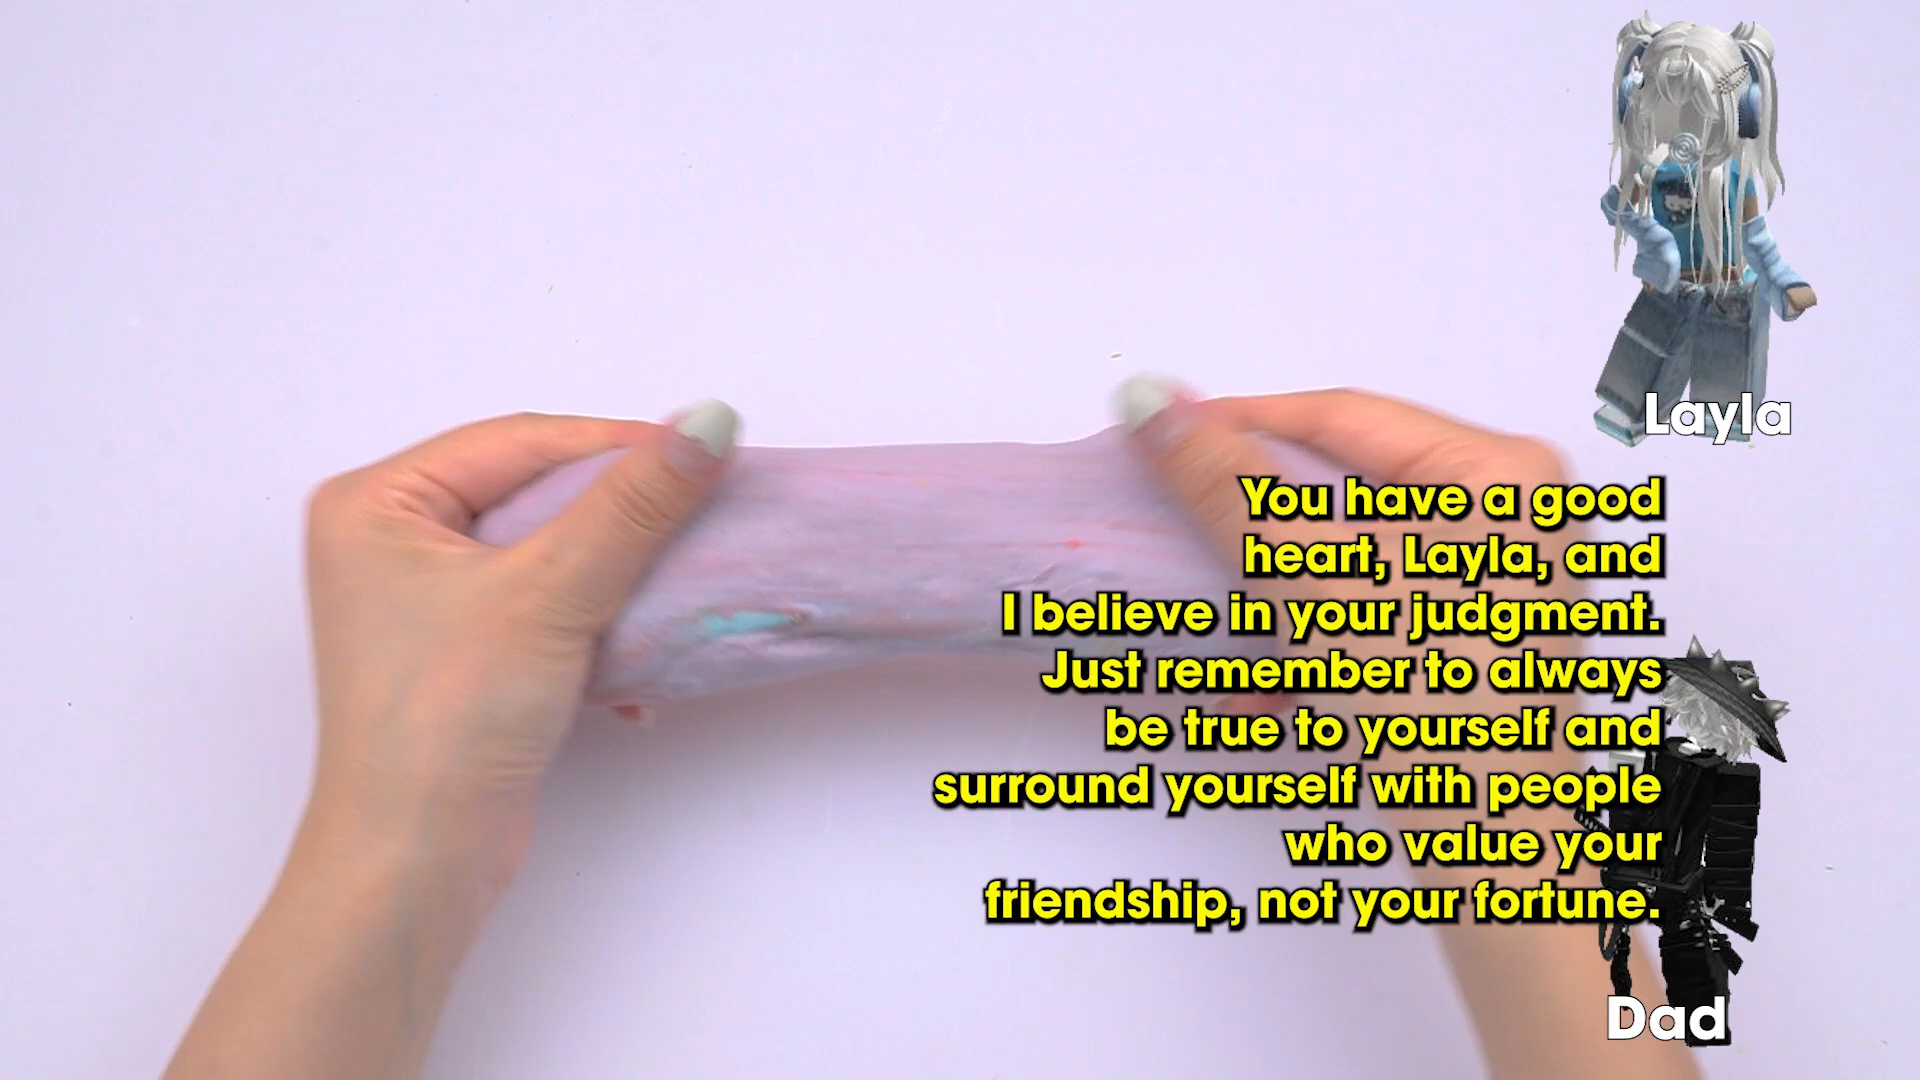 Layla
You have a good
heart, Layla, and
I believe in your judgment.
Just remember to always
be true to yourself and
surround yourself with people
who value your
friendship, not your fortune.
Dad